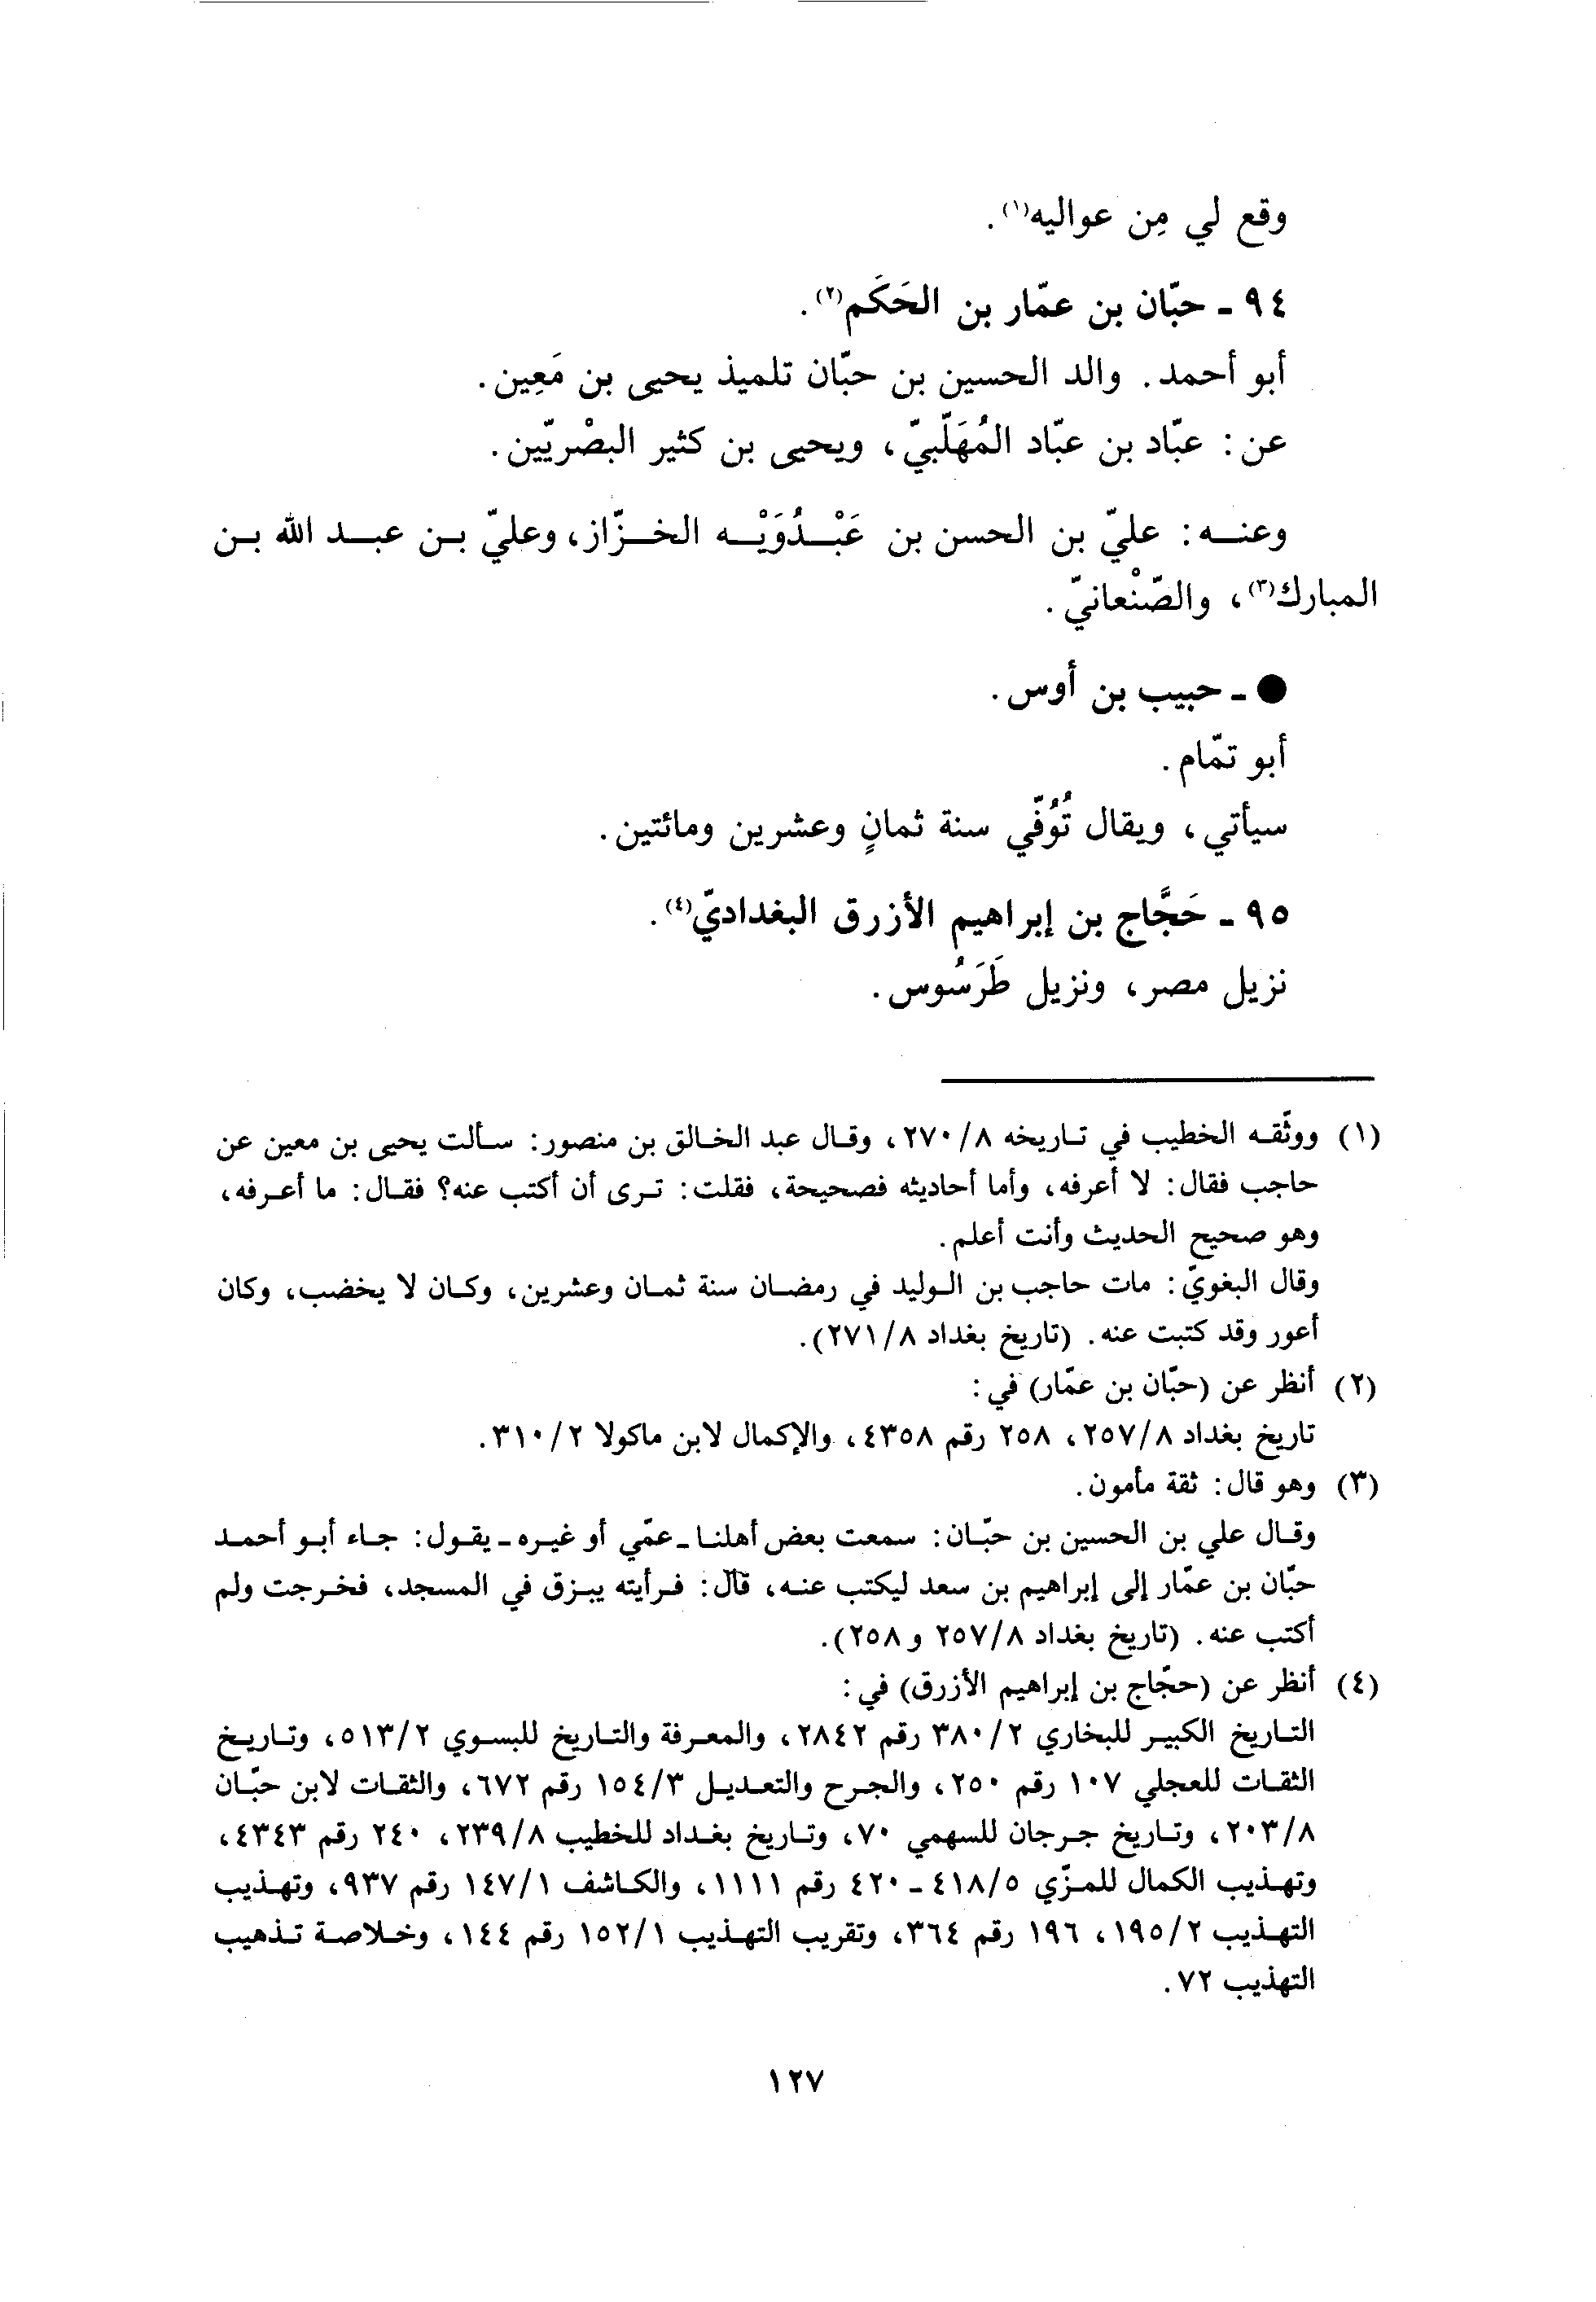 وقع لي مِن عواليه(١).
٩٤ - حبّان بن عمّار بن الحَكَم(٢).
أبو أحمد. والد الحسين بن حبّان تلميذ يحيى بن مَعِين.
عن: عبّاد بن عبّاد المُهَلَّبيّ، ويحيى بن كثير البصْريّين.
وعنه: عليّ بن الحسن بن عَبْدُوَيْه الخزّاز، وعليّ بن عبد الله بن
المبارك(٣)، والصّنْعانيّ.
● - حبيب بن أوس.
أبو تمّام.
سيأتي، ويقال تُوُفّي سنة ثمانٍ وعشرين ومائتين.
٩٥ - حَجَّاج بن إبراهيم الأزرق البغداديّ(٤).
نزيل مصر، ونزيل طَرَسُوس.
(١) ووثّقه الخطيب في تاريخه ٢٧٠/٨، وقال عبد الخالق بن منصور: سألت يحيى بن معين عن
حاجب فقال: لا أعرفه، وأما أحاديثه فصحيحة، فقلت: ترى أن أكتب عنه؟ فقال: ما أعرفه،
وهو صحيح الحديث وأنت أعلم.
وقال البغويّ: مات حاجب بن الوليد في رمضان سنة ثمان وعشرين، وكان لا يخضب، وكان
أعور وقد كتبت عنه. (تاريخ بغداد ٢٧١/٨).
(٢) أنظر عن (حبّان بن عمّار) في:
تاريخ بغداد ٢٥٧/٨، ٢٥٨ رقم ٤٣٥٨، والإكمال لابن ماكولا ٣١٠/٢.
(٣) وهو قال: ثقة مأمون.
وقال علي بن الحسين بن حبّان: سمعت بعض أهلنا - عمّي أو غيره - يقول: جاء أبو أحمد
حبّان بن عمّار إلى إبراهيم بن سعد ليكتب عنه، قال: فرأيته يبزق في المسجد، فخرجت ولم
أكتب عنه. (تاريخ بغداد ٢٥٧/٨ و٢٥٨).
(٤) أنظر عن (حجّاج بن إبراهيم الأزرق) في:
التاريخ الكبير للبخاري ٣٨٠/٢ رقم ٢٨٤٢، والمعرفة والتاريخ للبسوي ٥١٣/٢، وتاريخ
الثقات للعجلي ١٠٧ رقم ٢٥٠، والجرح والتعديل ١٥٤/٣ رقم ٦٧٢، والثقات لابن حبّان
٢٠٣/٨، وتاريخ جرجان للسهمي ٧٠، وتاريخ بغداد للخطيب ٢٣٩/٨، ٢٤٠ رقم ٤٣٤٣،
وتهذيب الكمال للمزّي ٤١٨/٥ - ٤٢٠ رقم ١١١١، والكاشف ١٤٧/١ رقم ٩٣٧، وتهذيب
التهذيب ١٩٥/٢، ١٩٦ رقم ٣٦٤، وتقريب التهذيب ١٥٢/١ رقم ١٤٤، وخلاصة تذهيب
التهذيب ٧٢.
١٢٧